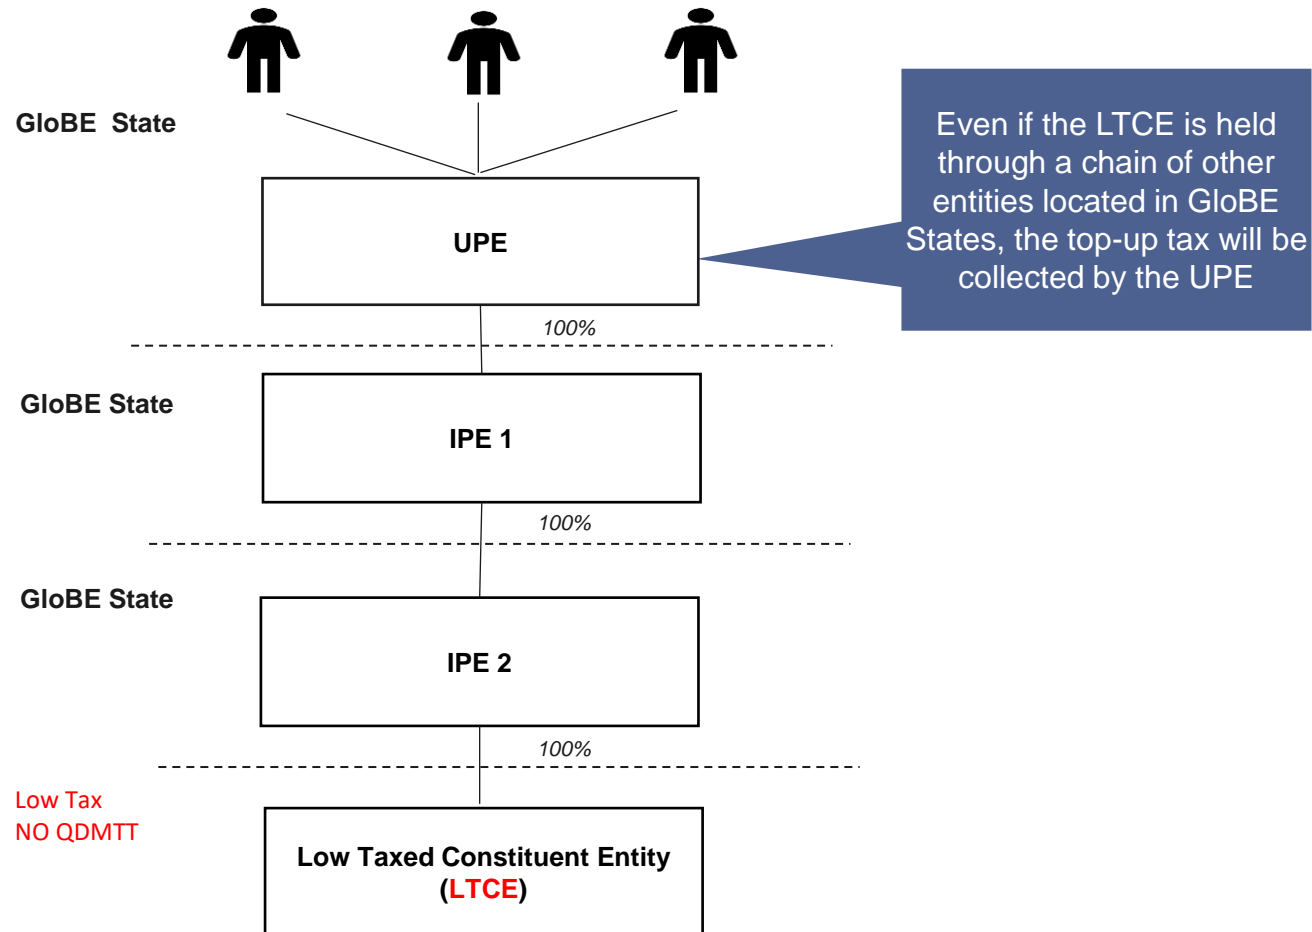 GloBE  State
Even if the LTCE is held
through a chain of other
entities located in GloBE
States, the top-up tax will be
collected by the UPE
UPE
100%
GloBE State
IPE 1
100%
GloBE State
IPE 2
100%
Low Tax
NO QDMTT
Low Taxed Constituent Entity
(LTCE)